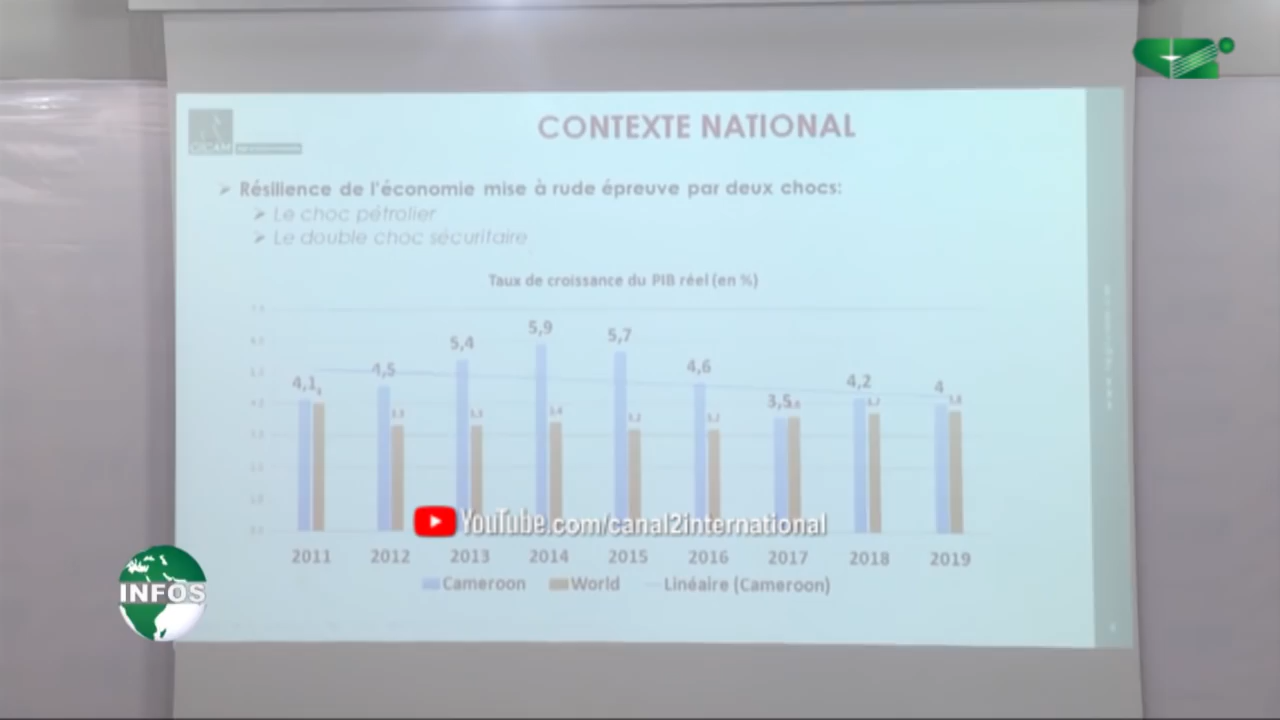 CONTEXTE NATIONAL
➢ Résilience de l'économie mise à rude épreuve par deux chocs:
➢ Le choc pétrolier
➢ Le double choc sécuritaire
Taux de croissance du PIB réel (en %)
4,1 4,5 5,4 5,9 5,7 4,6 3,5 4,2 4
YouTube.com/canal2international
2011 2012 2013 2014 2015 2016 2017 2018 2019
Cameroon World Linéaire (Cameroon)
INFOS